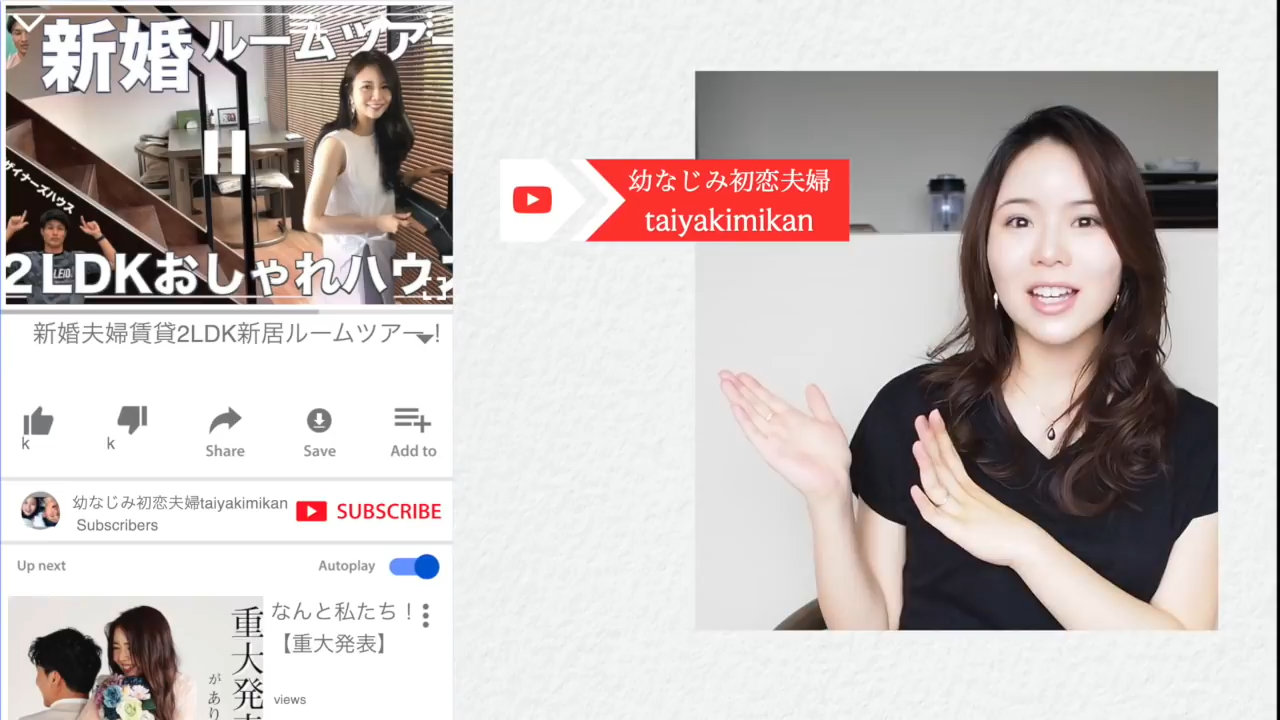 新婚ルームツアー
ザイナーズハウス
2LDKおしゃれハウス
新婚夫婦賃貸2LDK新居ルームツアー！
k
k
Share
Save
Add to
幼なじみ初恋夫婦taiyakimikan
Subscribers
SUBSCRIBE
Up next
Autoplay
なんと私たち！
【重大発表】
views
重大発表
があり
幼なじみ初恋夫婦
taiyakimikan